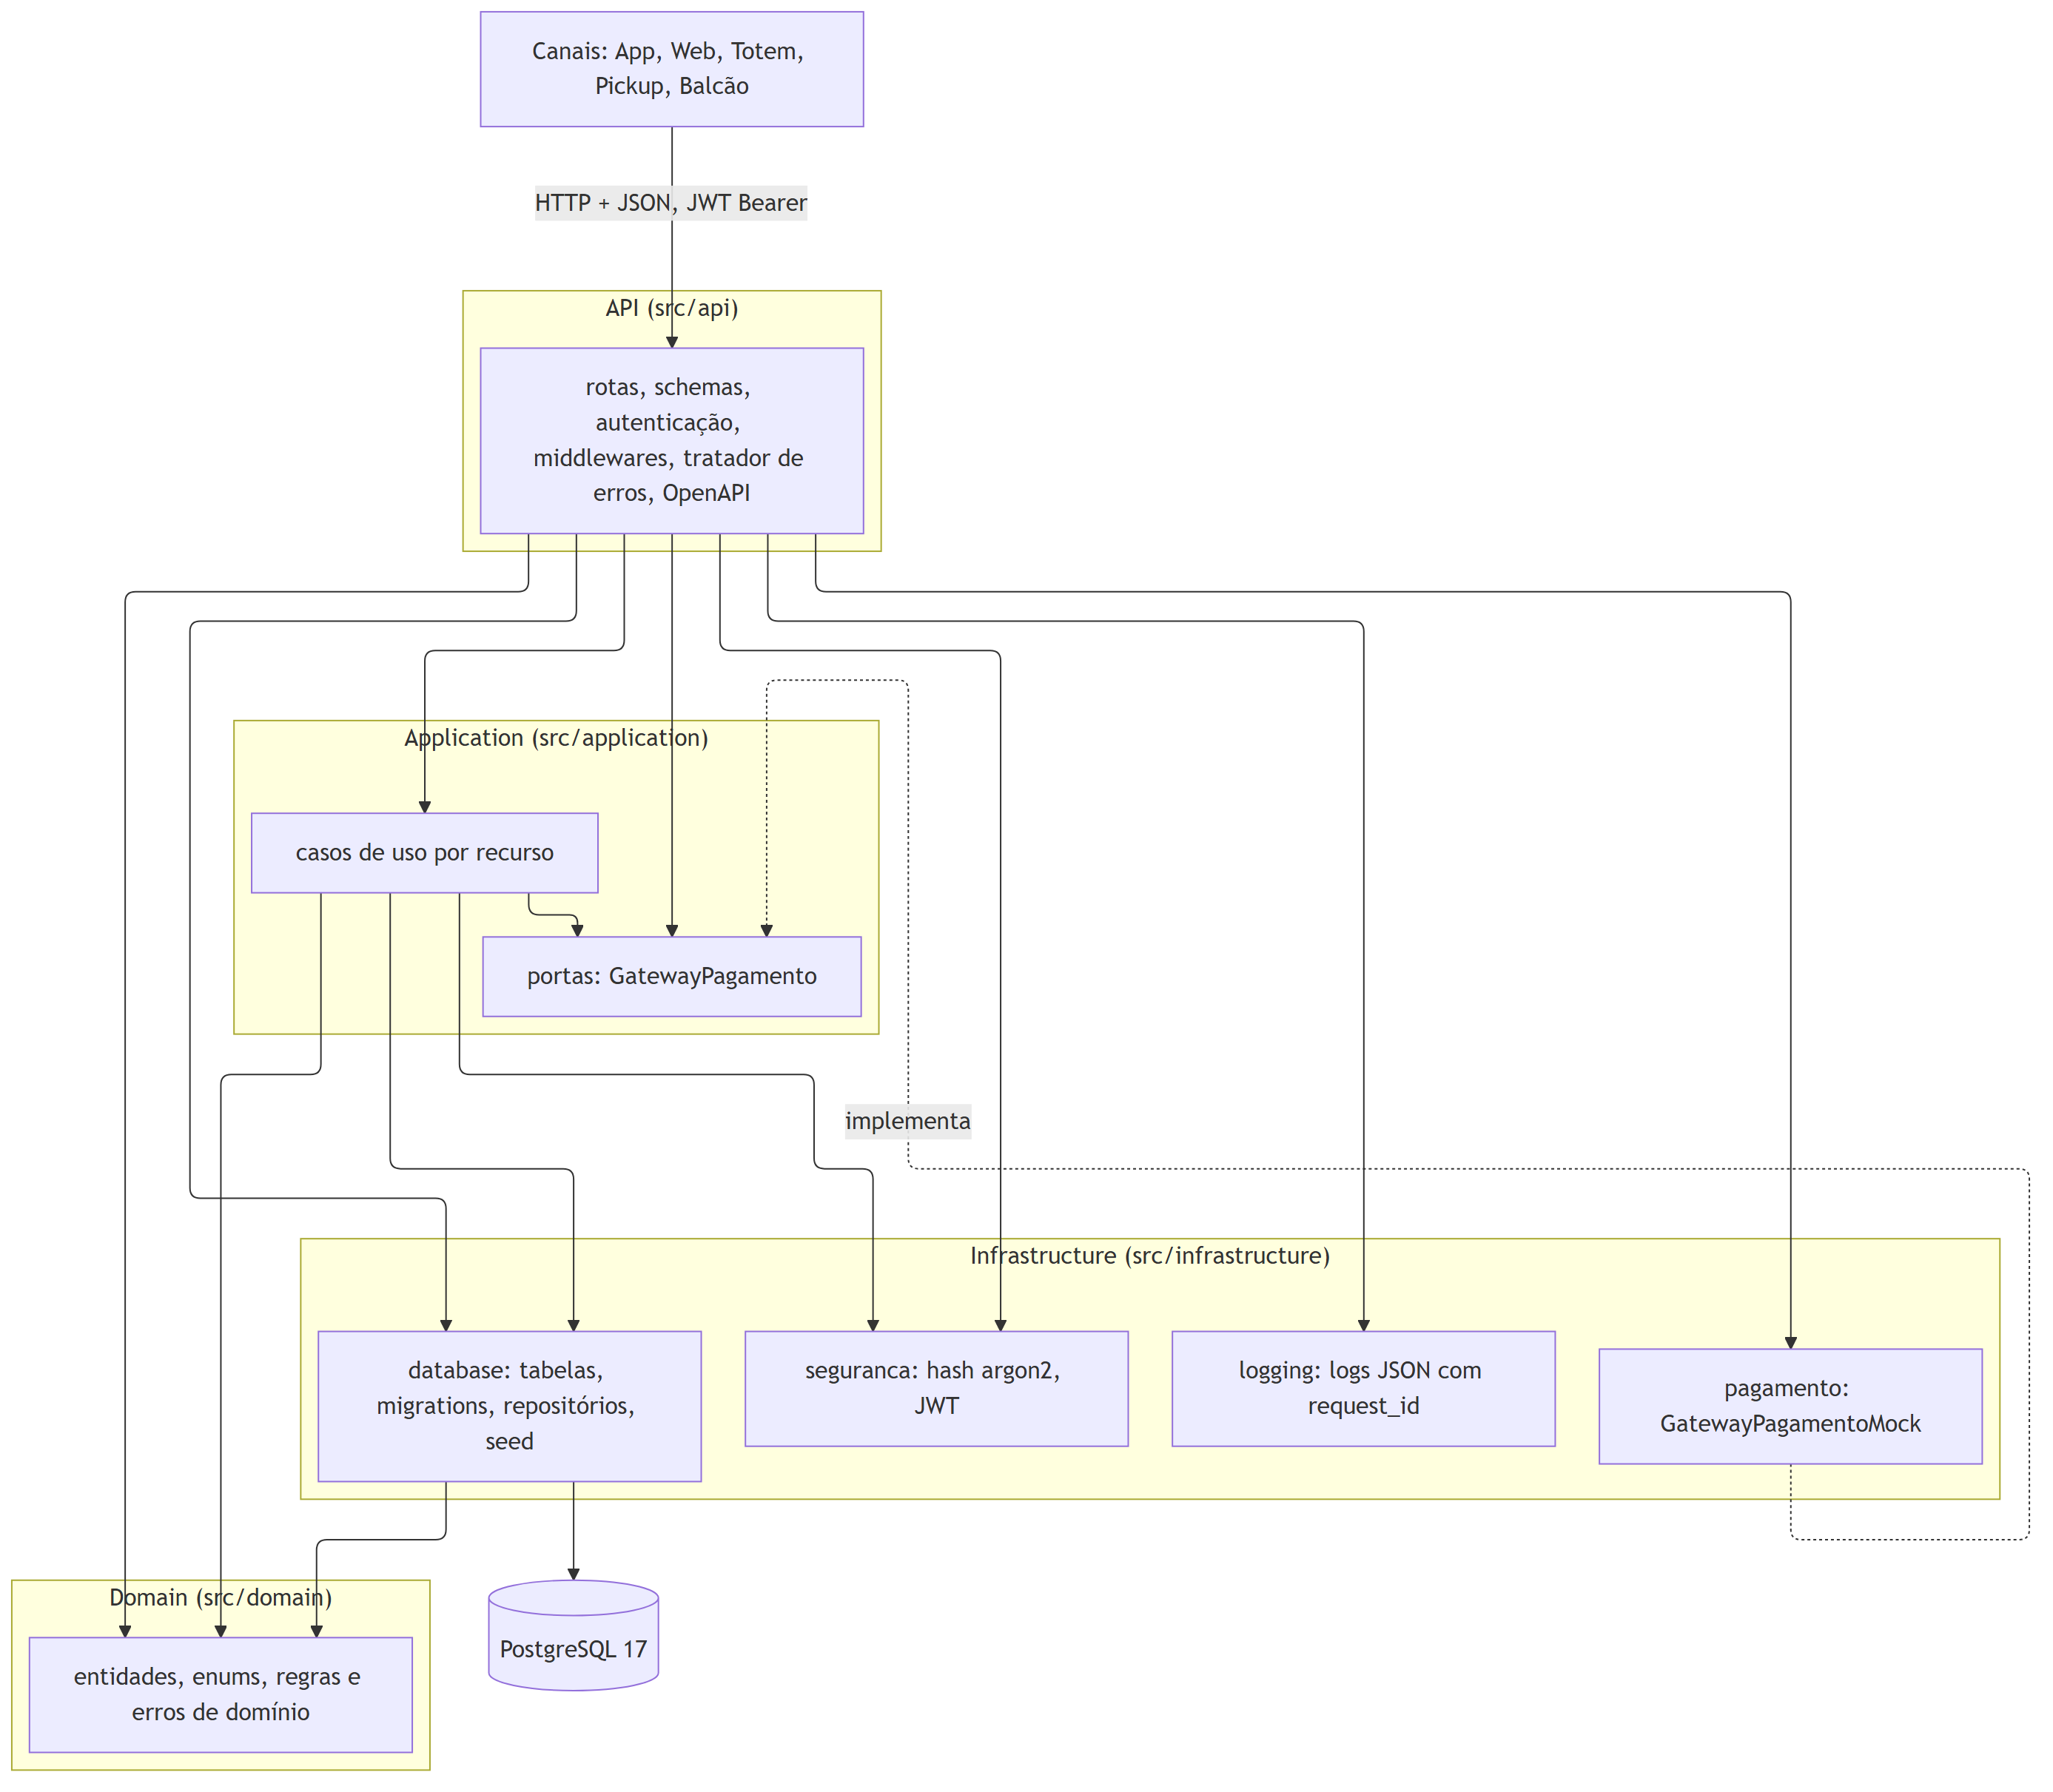 Canais: App, Web, Totem,
Pickup, Balcão
HTTP + JSON, JWT Bearer
API (src/api)
rotas, schemas,
autenticação,
middlewares, tratador de
erros, OpenAPI
Application (src/application)
casos de uso por recurso
portas: GatewayPagamento
implementa
Infrastructure (src/infrastructure)
database: tabelas,
migrations, repositórios,
seed
seguranca: hash argon2,
JWT
logging: logs JSON com
request_id
pagamento:
GatewayPagamentoMock
Domain (src/domain)
entidades, enums, regras e
erros de domínio
PostgreSQL 17